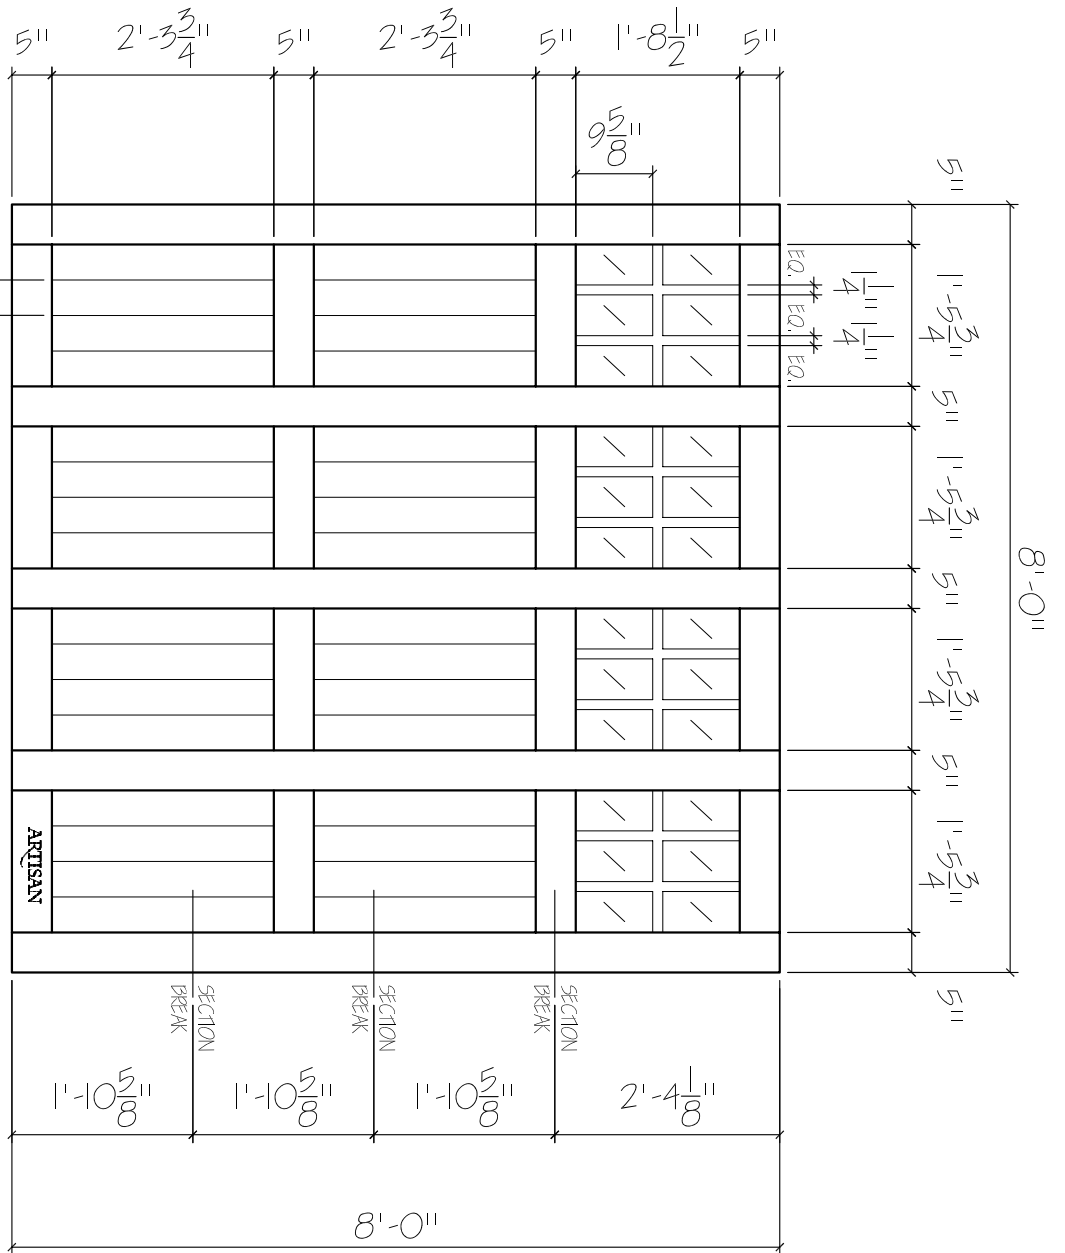 5" 2'-3 3/4" 5" 2'-3 3/4" 5" 1'-8 1/2" 5"
9 5/8"
5"
EQ.
1 1/4"
1'-5 3/4"
EQ.
1 1/4"
EQ.
5"
1'-5 3/4"
5"
8'-0"
1'-5 3/4"
5"
1'-5 3/4"
5"
ARTISAN
SECTION
BREAK
SECTION
BREAK
SECTION
BREAK
1'-10 5/8" 1'-10 5/8" 1'-10 5/8" 2'-4 1/8"
8'-0"